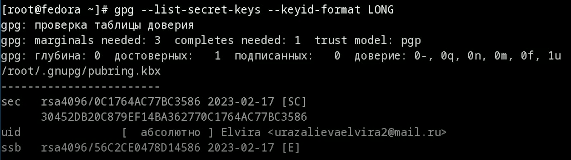 [root@fedora ~]# gpg --list-secret-keys --keyid-format LONG
gpg: проверка таблицы доверия
gpg: marginals needed: 3  completes needed: 1  trust model: pgp
gpg: глубина: 0  достоверных:   1  подписанных:   0  доверие: 0-, 0q, 0n, 0m, 0f, 1u
/root/.gnupg/pubring.kbx
------------------------
sec   rsa4096/0C1764AC77BC3586 2023-02-17 [SC]
      30452DB20C879EF14BA362770C1764AC77BC3586
uid                 [  абсолютно ] Elvira <urazalievaelvira2@mail.ru>
ssb   rsa4096/56C2CE0478D14586 2023-02-17 [E]